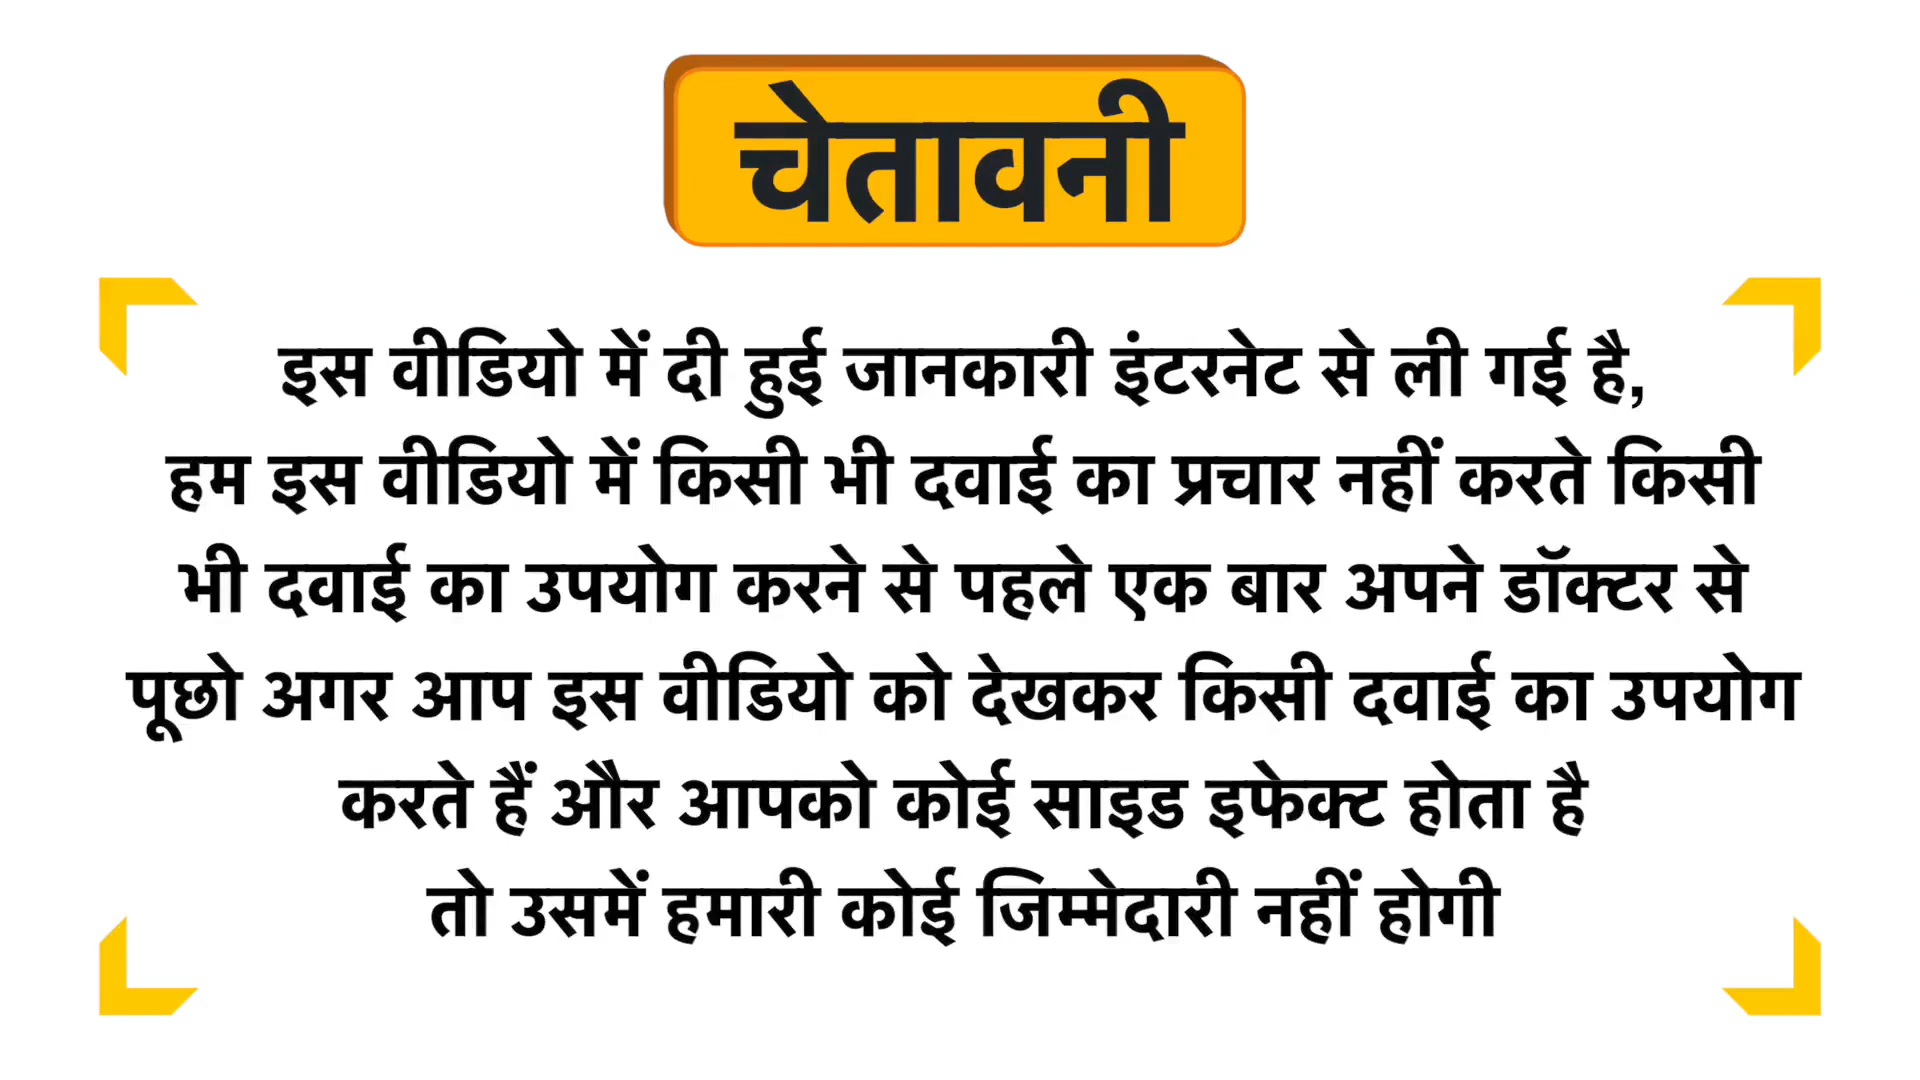 चेतावनी
इस वीडियो में दी हुई जानकारी इंटरनेट से ली गई है,
हम इस वीडियो में किसी भी दवाई का प्रचार नहीं करते किसी
भी दवाई का उपयोग करने से पहले एक बार अपने डॉक्टर से
पूछो अगर आप इस वीडियो को देखकर किसी दवाई का उपयोग
करते हैं और आपको कोई साइड इफेक्ट होता है
तो उसमें हमारी कोई जिम्मेदारी नहीं होगी